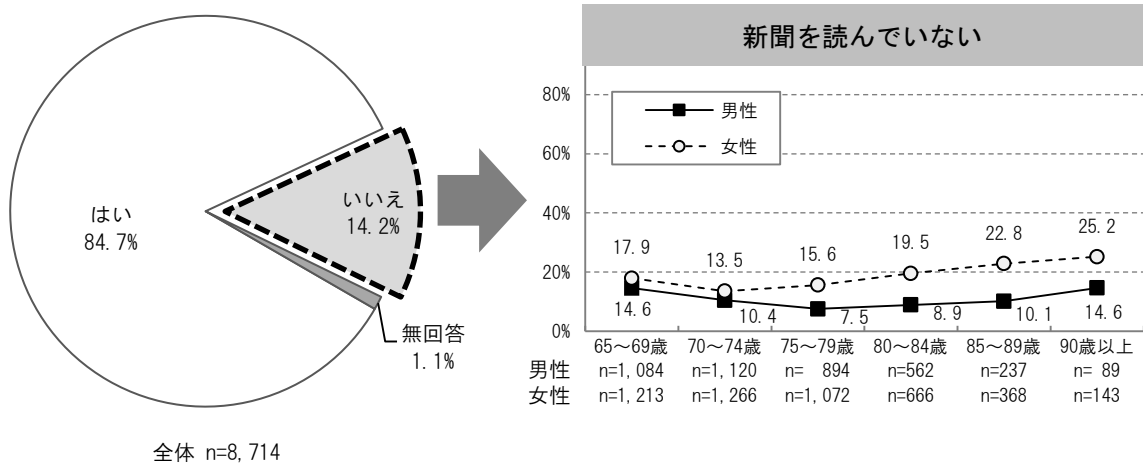 はい
84.7%
いいえ
14.2%
無回答
1.1%
全体 n=8,714
新聞を読んでいない
80%
60%
40%
20%
0%
男性
女性
17.9 13.5 15.6 19.5 22.8 25.2
14.6 10.4 7.5 8.9 10.1 14.6
65～69歳 70～74歳 75～79歳 80～84歳 85～89歳 90歳以上
男性 n=1,084 n=1,120 n= 894 n=562 n=237 n= 89
女性 n=1,213 n=1,266 n=1,072 n=666 n=368 n=143